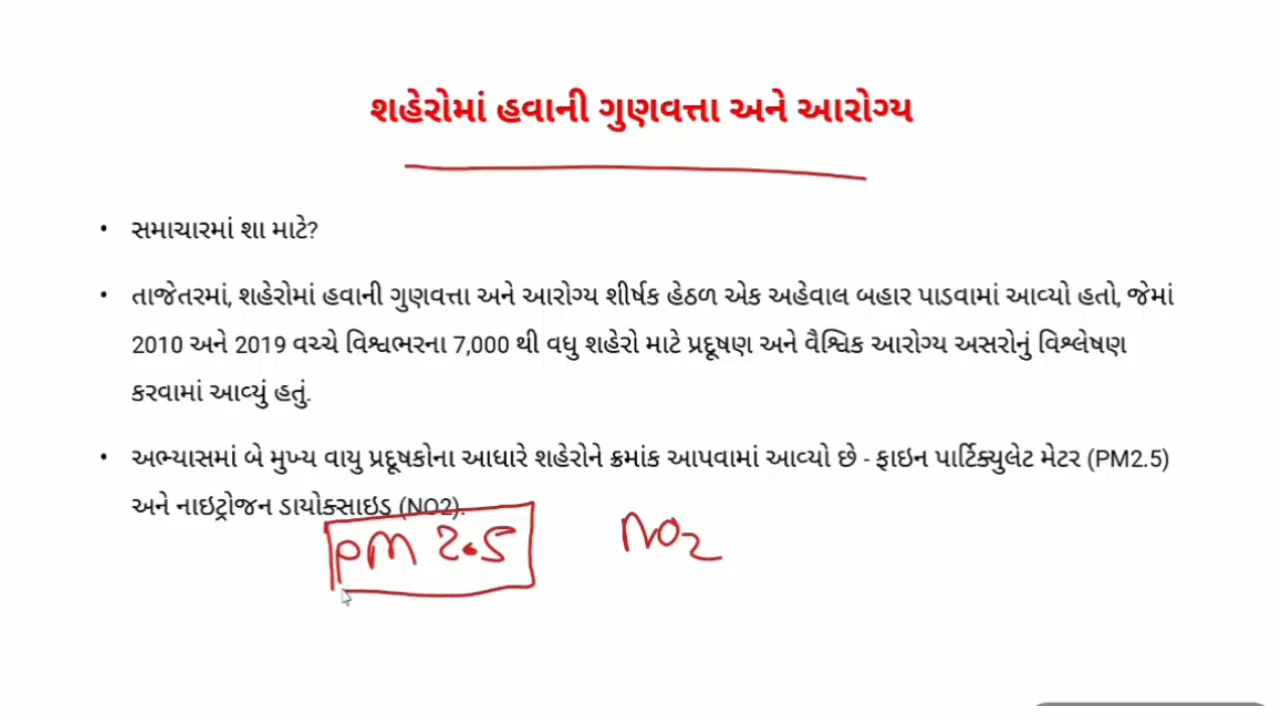 શહેરોમાં હવાની ગુણવત્તા અને આરોગ્ય
• સમાચારમાં શા માટે?
• તાજેતરમાં, શહેરોમાં હવાની ગુણવત્તા અને આરોગ્ય શીર્ષક હેઠળ એક અહેવાલ બહાર પાડવામાં આવ્યો હતો, જેમાં
2010 અને 2019 વચ્ચે વિશ્વભરના 7,000 થી વધુ શહેરો માટે પ્રદૂષણ અને વૈશ્વિક આરોગ્ય અસરોનું વિશ્લેષણ
કરવામાં આવ્યું હતું.
• અભ્યાસમાં બે મુખ્ય વાયુ પ્રદૂષકોના આધારે શહેરોને ક્રમાંક આપવામાં આવ્યો છે - ફાઇન પાર્ટિક્યુલેટ મેટર (PM2.5)
અને નાઇટ્રોજન ડાયોક્સાઇડ (NO2).
PM 2.5 NO2